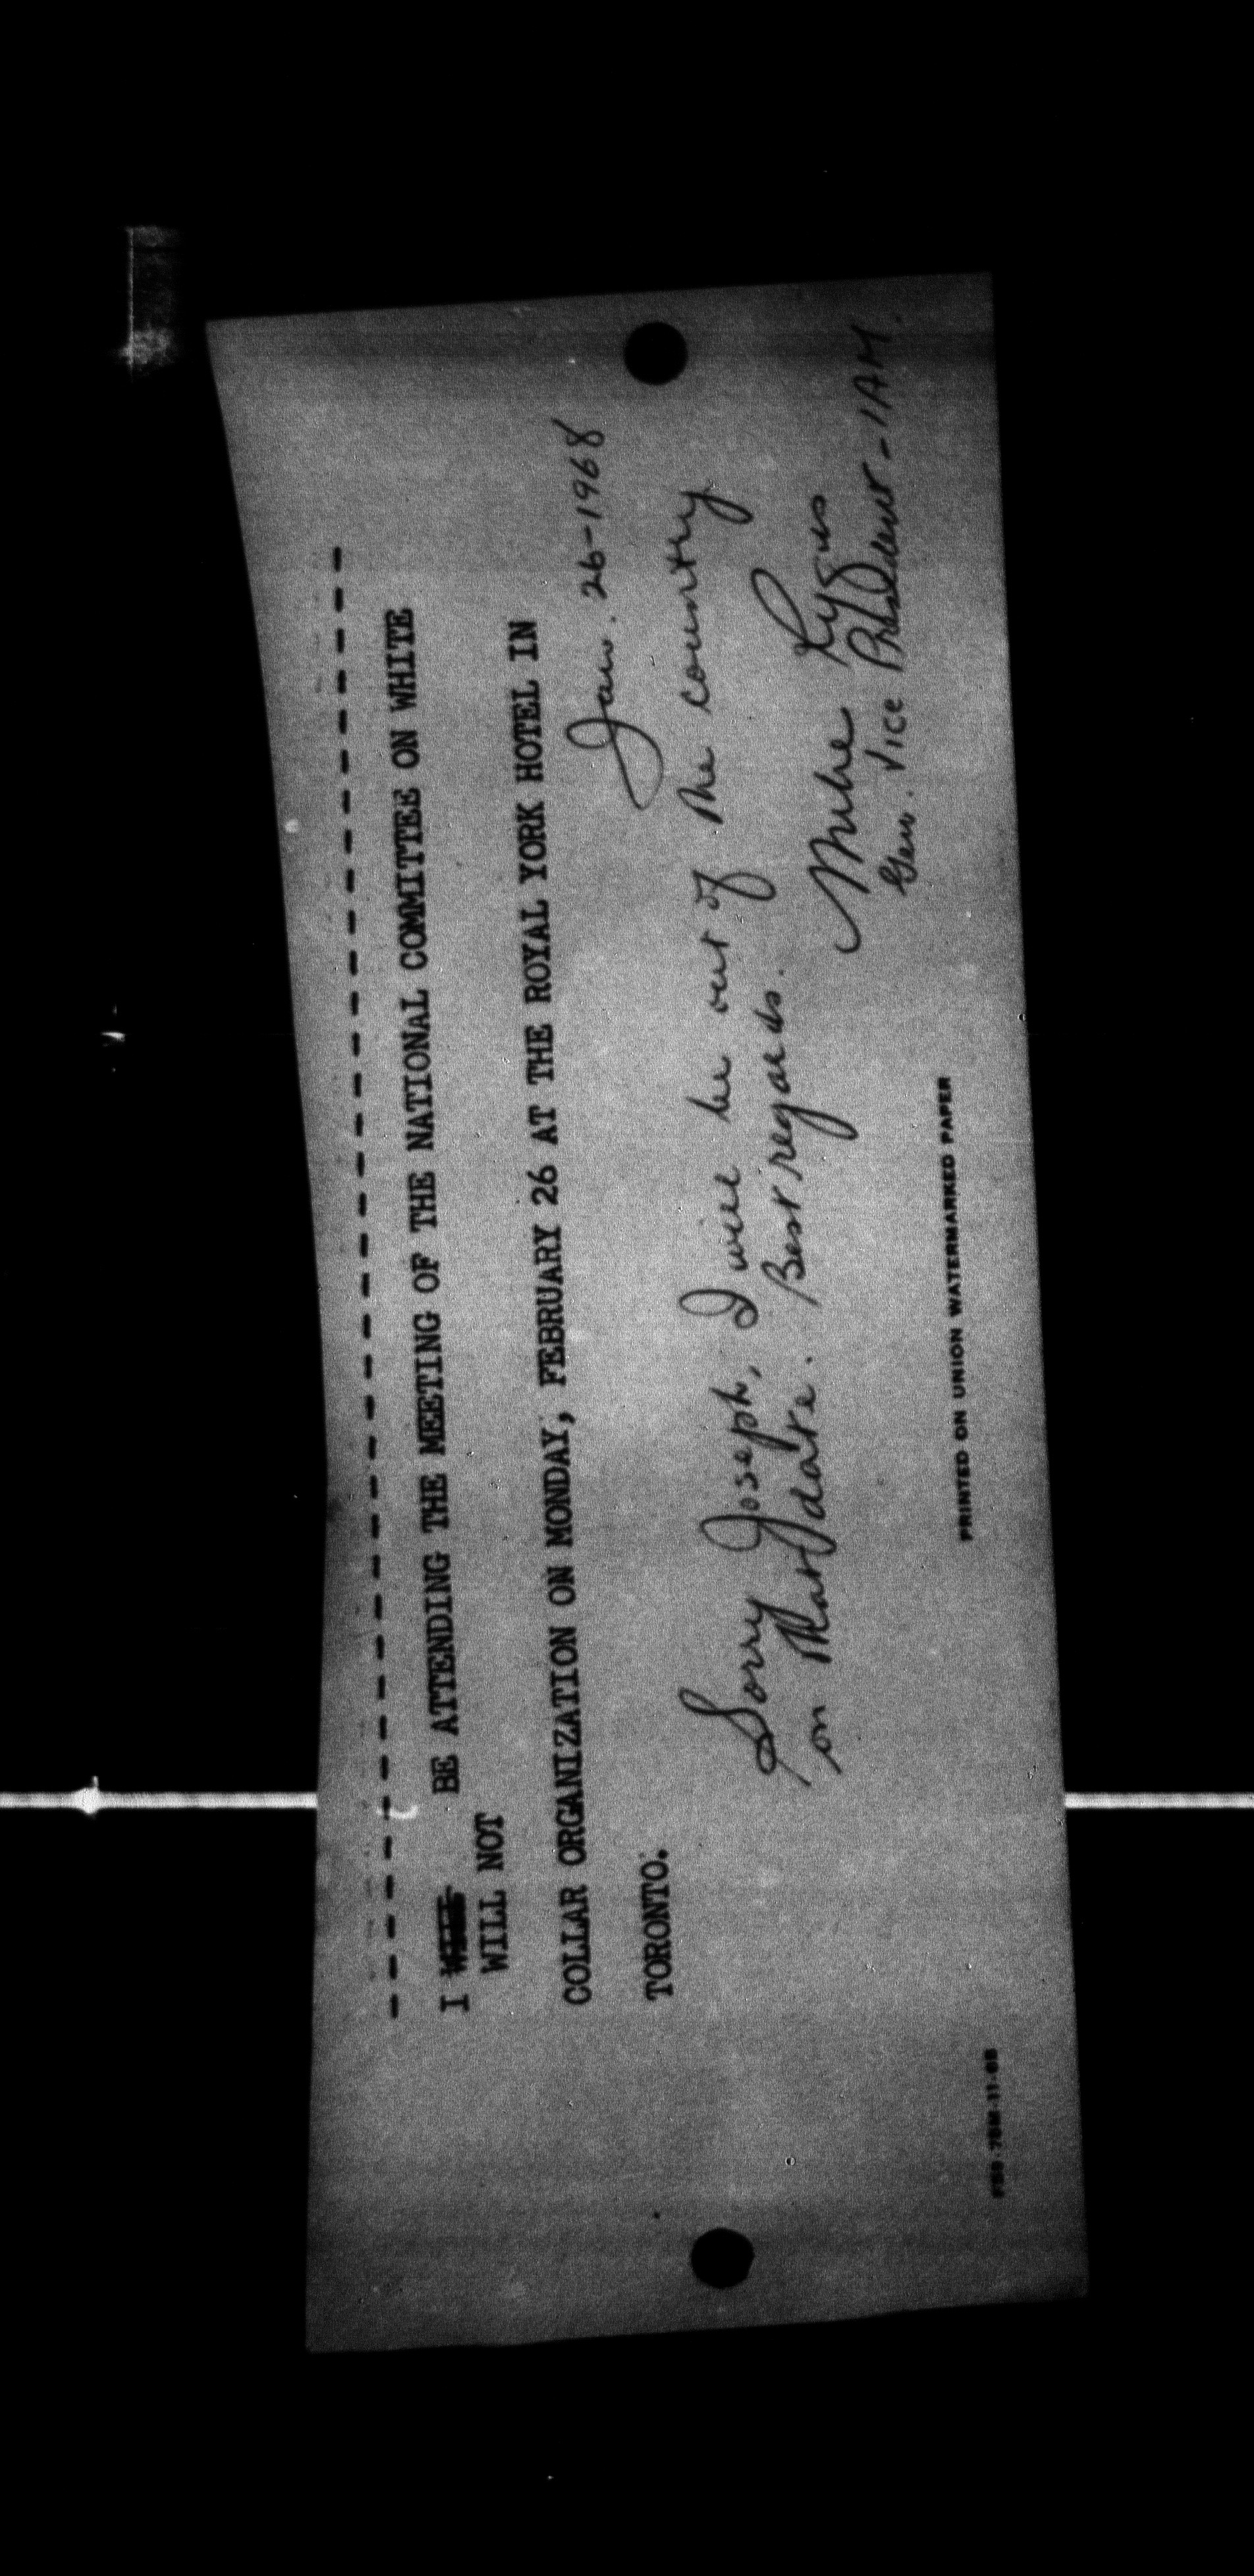 I WILL BE ATTENDING THE MEETING OF THE NATIONAL COMMITTEE ON WHITE
WILL NOT
COLLAR ORGANIZATION ON MONDAY, FEBRUARY 26 AT THE ROYAL YORK HOTEL IN
TORONTO.
Jan. 26-1968
Sorry Joseph, I will be out of the country
on that date. Best regards.
Mike Rygus
Gen. Vice President-IAM.
PRINTED ON UNION WATERMARKED PAPER